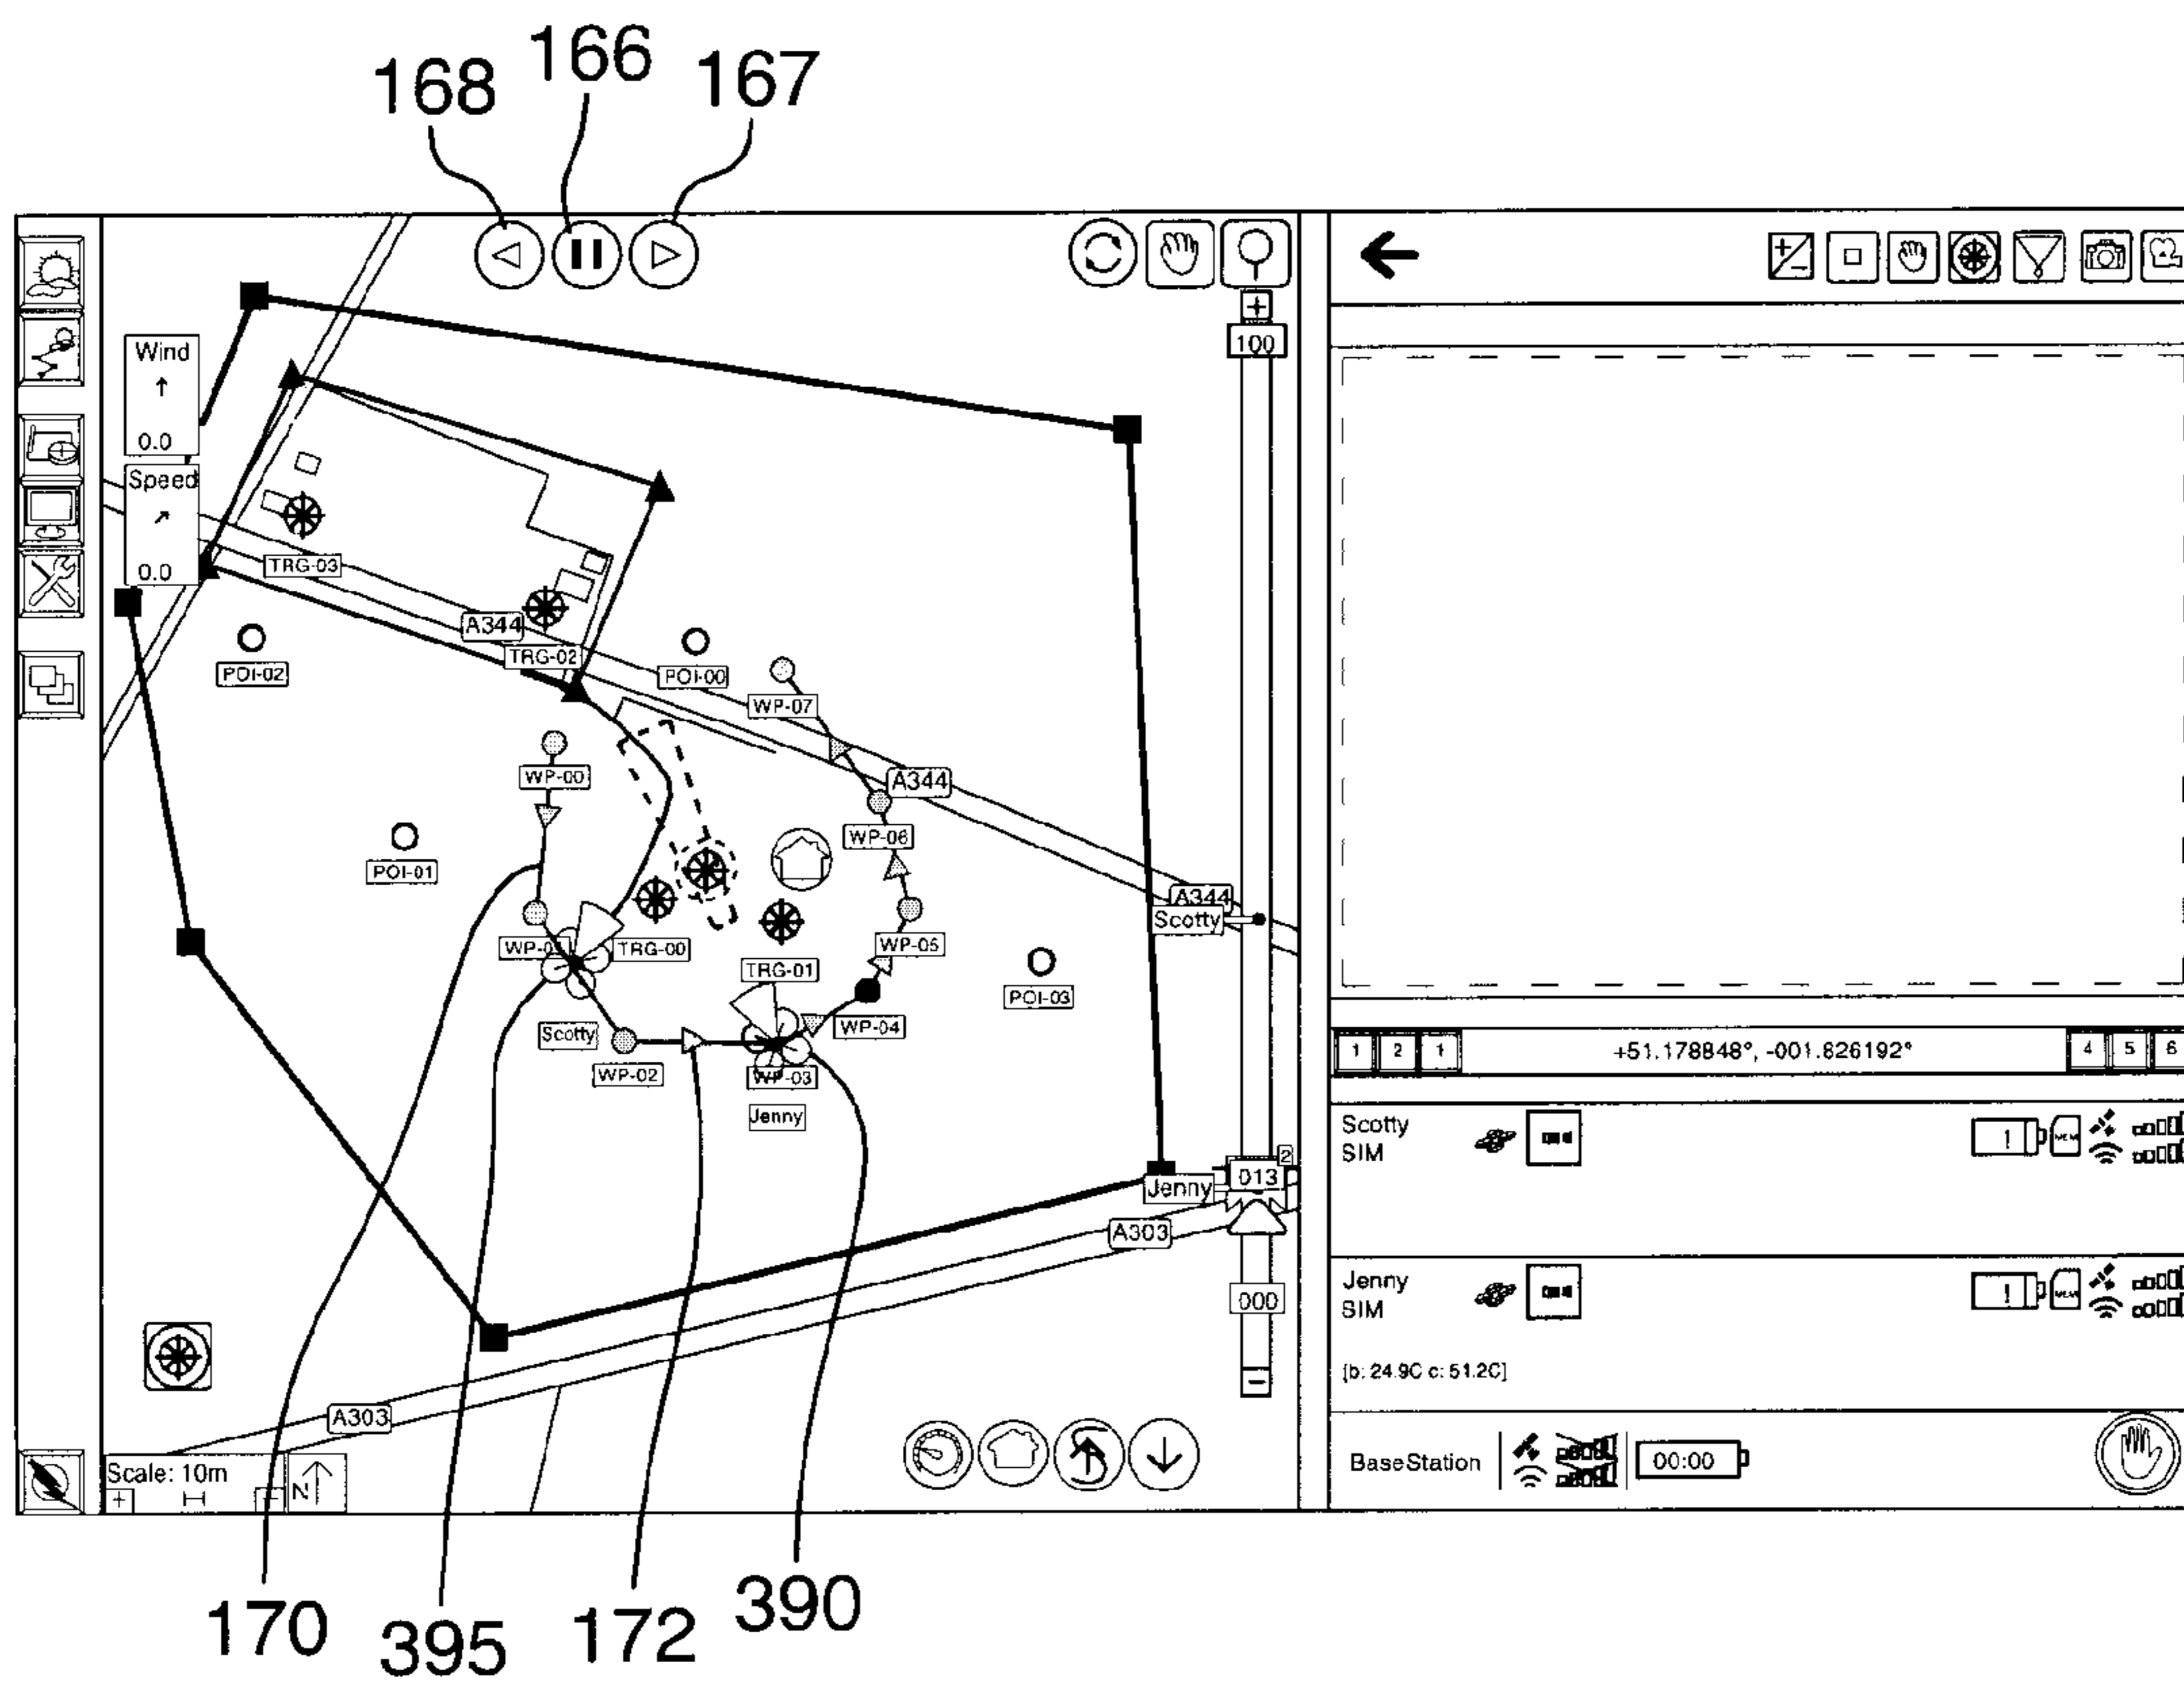 168 166 167
100
Wind
0.0
Speed
0.0
TRG-03
A344
TRG-02
POI-02
POI-00
WP-07
WP-00
A344
WP-06
POI-01
A344
Scotty
TRG-00
WP-05
TRG-01
POI-03
WP-04
Scotty
WP-02
WP-03
Jenny
2
013
Jenny
A303
000
A303
Scale: 10m
+
N
1 2 1 +51.178848°, -001.826192° 4 5 6
Scotty
SIM
!
MEM
Jenny
SIM
!
MEM
[b: 24.9C c: 51.2C]
BaseStation 00:00
170 395 172 390